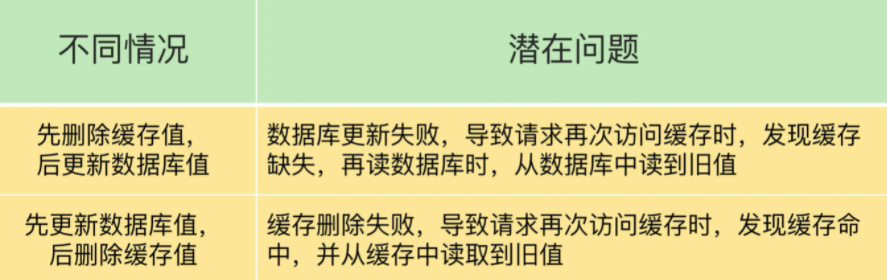 不同情况
潜在问题
先删除缓存值，
后更新数据库值
数据库更新失败，导致请求再次访问缓存时，发现缓存
缺失，再读数据库时，从数据库中读到旧值
先更新数据库值，
后删除缓存值
缓存删除失败，导致请求再次访问缓存时，发现缓存命
中，并从缓存中读取到旧值